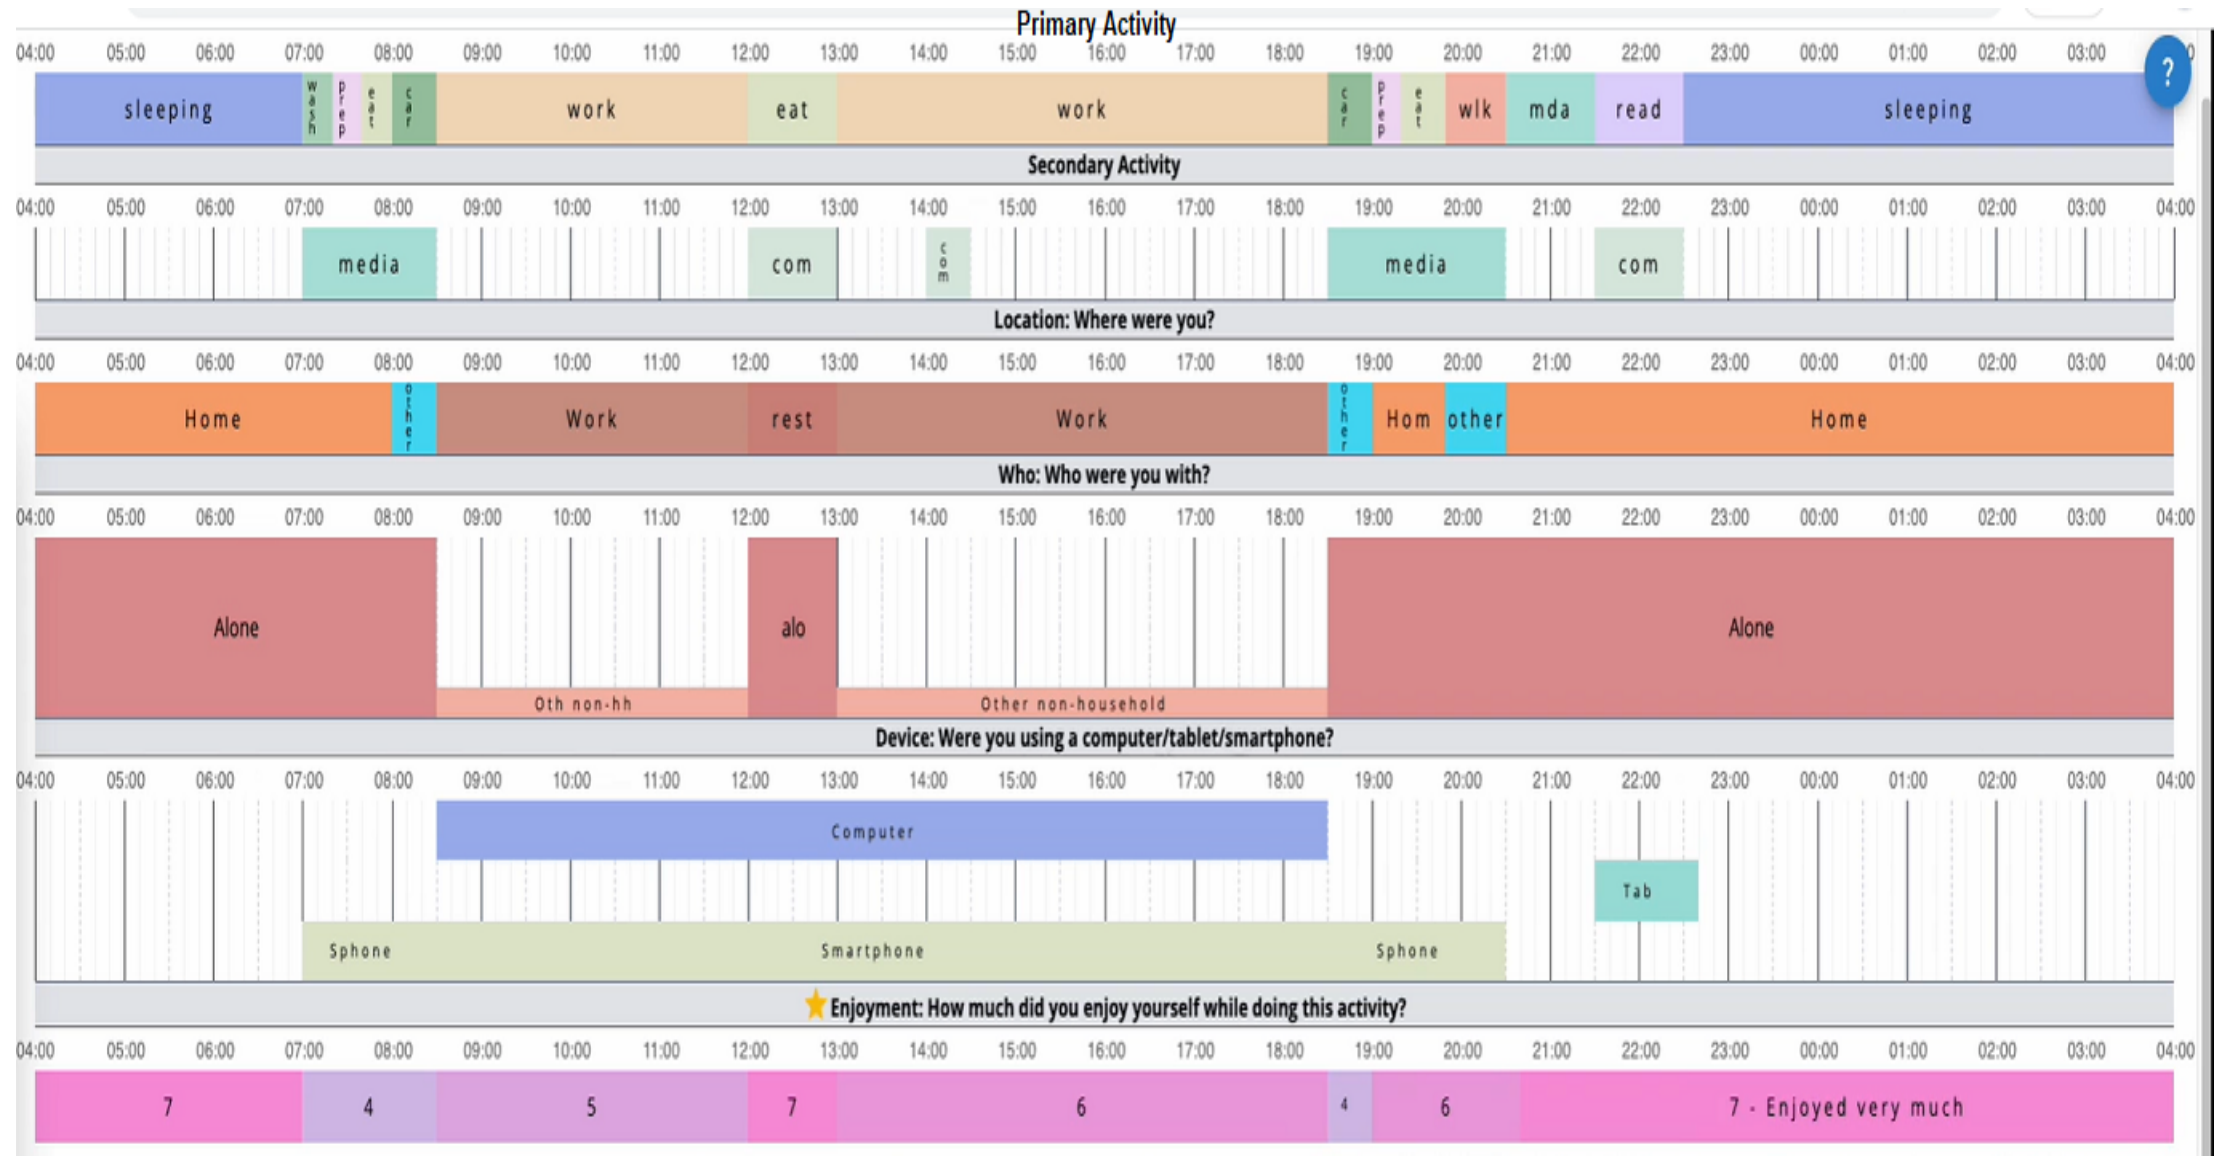 Primary Activity
04:00 05:00 06:00 07:00 08:00 09:00 10:00 11:00 12:00 13:00 14:00 15:00 16:00 17:00 18:00 19:00 20:00 21:00 22:00 23:00 00:00 01:00 02:00 03:00 0
?
sleeping wash prep eat car work eat work car prep eat wlk mda read sleeping
Secondary Activity
04:00 05:00 06:00 07:00 08:00 09:00 10:00 11:00 12:00 13:00 14:00 15:00 16:00 17:00 18:00 19:00 20:00 21:00 22:00 23:00 00:00 01:00 02:00 03:00 04:00
media com com media com
Location: Where were you?
04:00 05:00 06:00 07:00 08:00 09:00 10:00 11:00 12:00 13:00 14:00 15:00 16:00 17:00 18:00 19:00 20:00 21:00 22:00 23:00 00:00 01:00 02:00 03:00 04:00
Home other Work rest Work other Hom other Home
Who: Who were you with?
04:00 05:00 06:00 07:00 08:00 09:00 10:00 11:00 12:00 13:00 14:00 15:00 16:00 17:00 18:00 19:00 20:00 21:00 22:00 23:00 00:00 01:00 02:00 03:00 04:00
Alone alo Alone
Oth non-hh Other non-household
Device: Were you using a computer/tablet/smartphone?
04:00 05:00 06:00 07:00 08:00 09:00 10:00 11:00 12:00 13:00 14:00 15:00 16:00 17:00 18:00 19:00 20:00 21:00 22:00 23:00 00:00 01:00 02:00 03:00 04:00
Computer
Tab
Sphone Smartphone Sphone
Enjoyment: How much did you enjoy yourself while doing this activity?
04:00 05:00 06:00 07:00 08:00 09:00 10:00 11:00 12:00 13:00 14:00 15:00 16:00 17:00 18:00 19:00 20:00 21:00 22:00 23:00 00:00 01:00 02:00 03:00 04:00
7 4 5 7 6 4 6 7 - Enjoyed very much